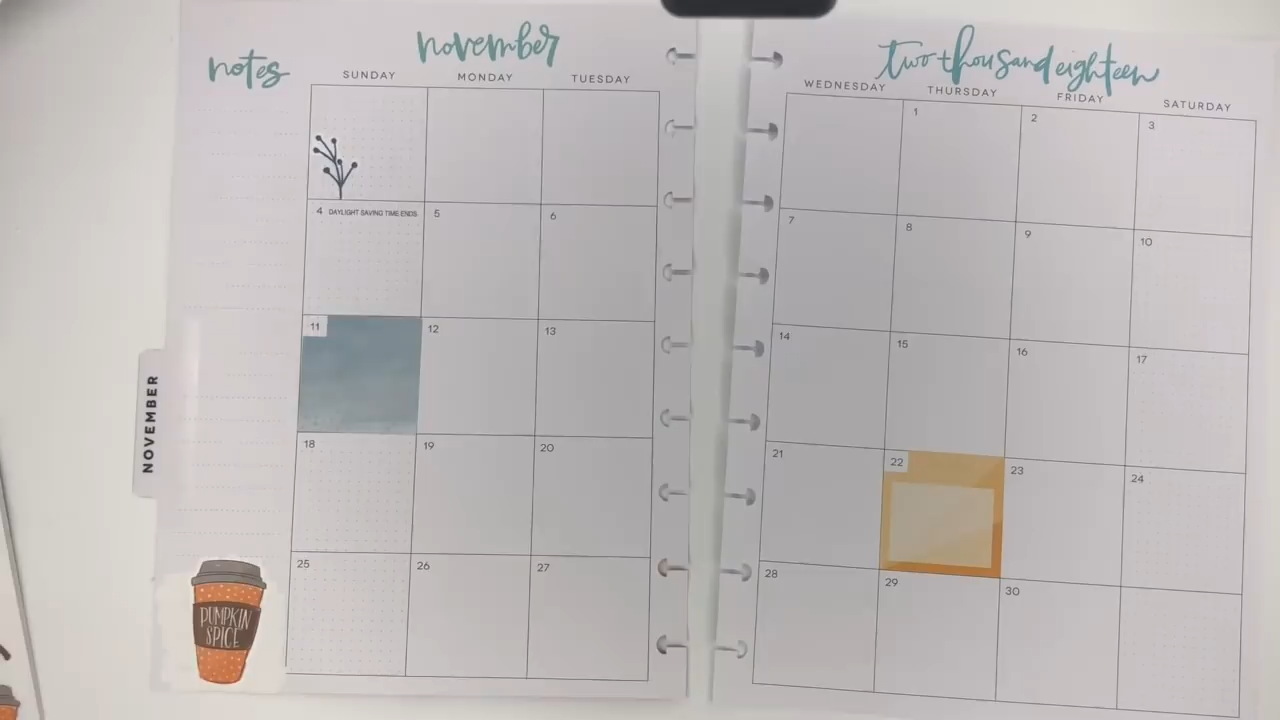 notes
november
two thousand eighteen
SUNDAY MONDAY TUESDAY WEDNESDAY THURSDAY FRIDAY SATURDAY
1 2 3
4 DAYLIGHT SAVING TIME ENDS 5 6 7 8 9 10
11 12 13 14 15 16 17
18 19 20 21 22 23 24
25 26 27 28 29 30
NOVEMBER
PUMPKIN
SPICE